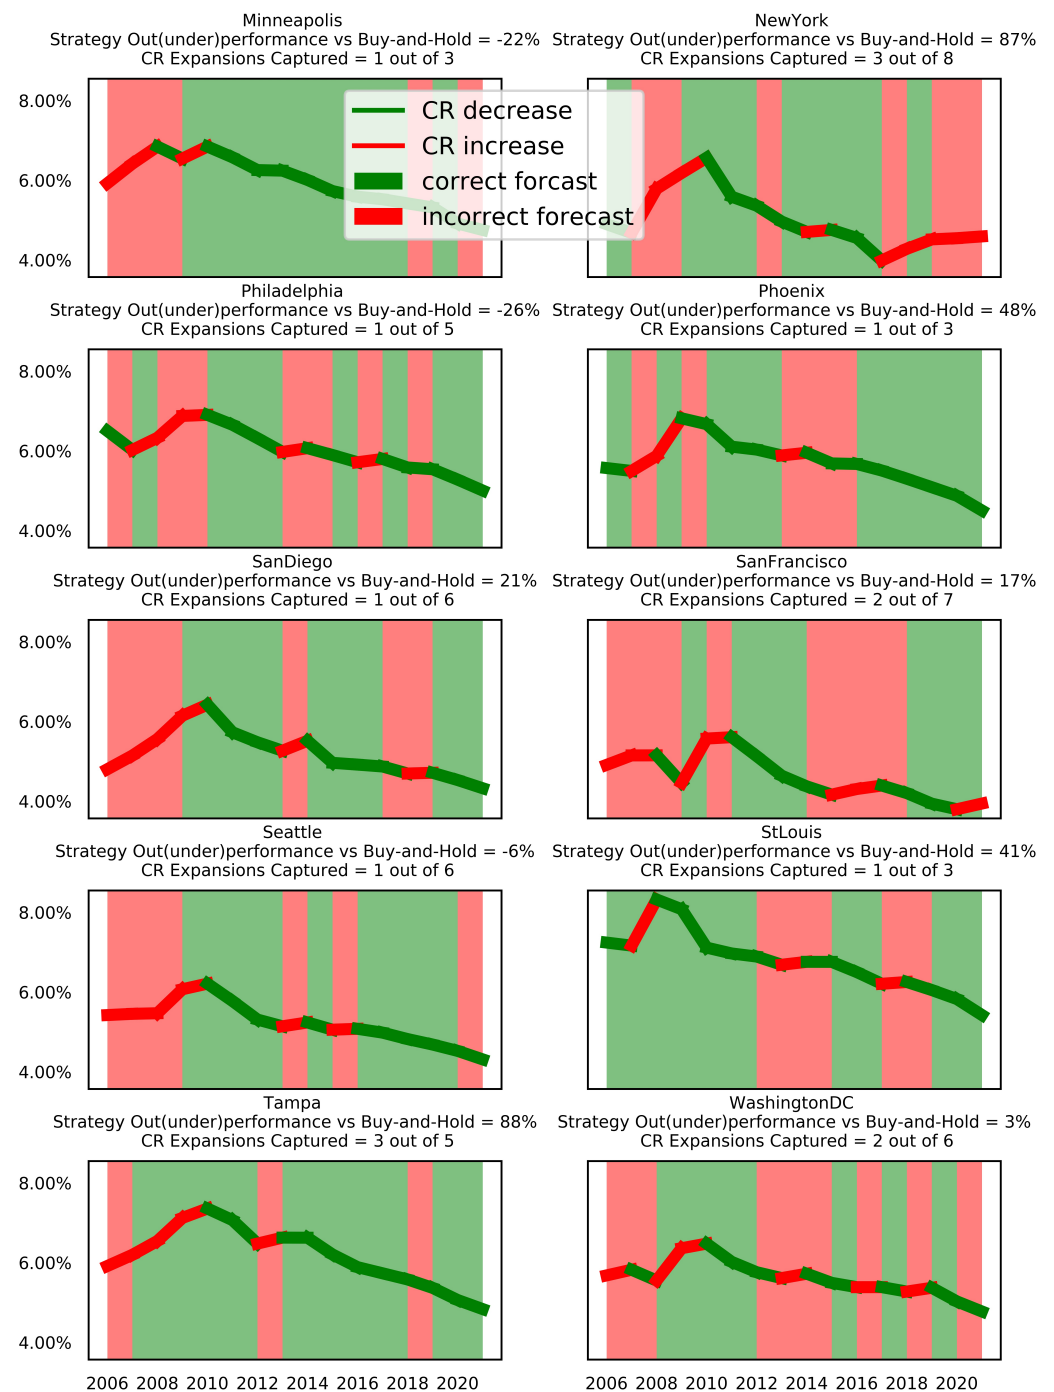 Minneapolis
Strategy Out(under)performance vs Buy-and-Hold = -22%
CR Expansions Captured = 1 out of 3
NewYork
Strategy Out(under)performance vs Buy-and-Hold = 87%
CR Expansions Captured = 3 out of 8
8.00%
6.00%
4.00%
CR decrease
CR increase
correct forcast
incorrect forecast
Philadelphia
Strategy Out(under)performance vs Buy-and-Hold = -26%
CR Expansions Captured = 1 out of 5
Phoenix
Strategy Out(under)performance vs Buy-and-Hold = 48%
CR Expansions Captured = 1 out of 3
8.00%
6.00%
4.00%
SanDiego
Strategy Out(under)performance vs Buy-and-Hold = 21%
CR Expansions Captured = 1 out of 6
SanFrancisco
Strategy Out(under)performance vs Buy-and-Hold = 17%
CR Expansions Captured = 2 out of 7
8.00%
6.00%
4.00%
Seattle
Strategy Out(under)performance vs Buy-and-Hold = -6%
CR Expansions Captured = 1 out of 6
StLouis
Strategy Out(under)performance vs Buy-and-Hold = 41%
CR Expansions Captured = 1 out of 3
8.00%
6.00%
4.00%
Tampa
Strategy Out(under)performance vs Buy-and-Hold = 88%
CR Expansions Captured = 3 out of 5
WashingtonDC
Strategy Out(under)performance vs Buy-and-Hold = 3%
CR Expansions Captured = 2 out of 6
8.00%
6.00%
4.00%
2006 2008 2010 2012 2014 2016 2018 2020
2006 2008 2010 2012 2014 2016 2018 2020